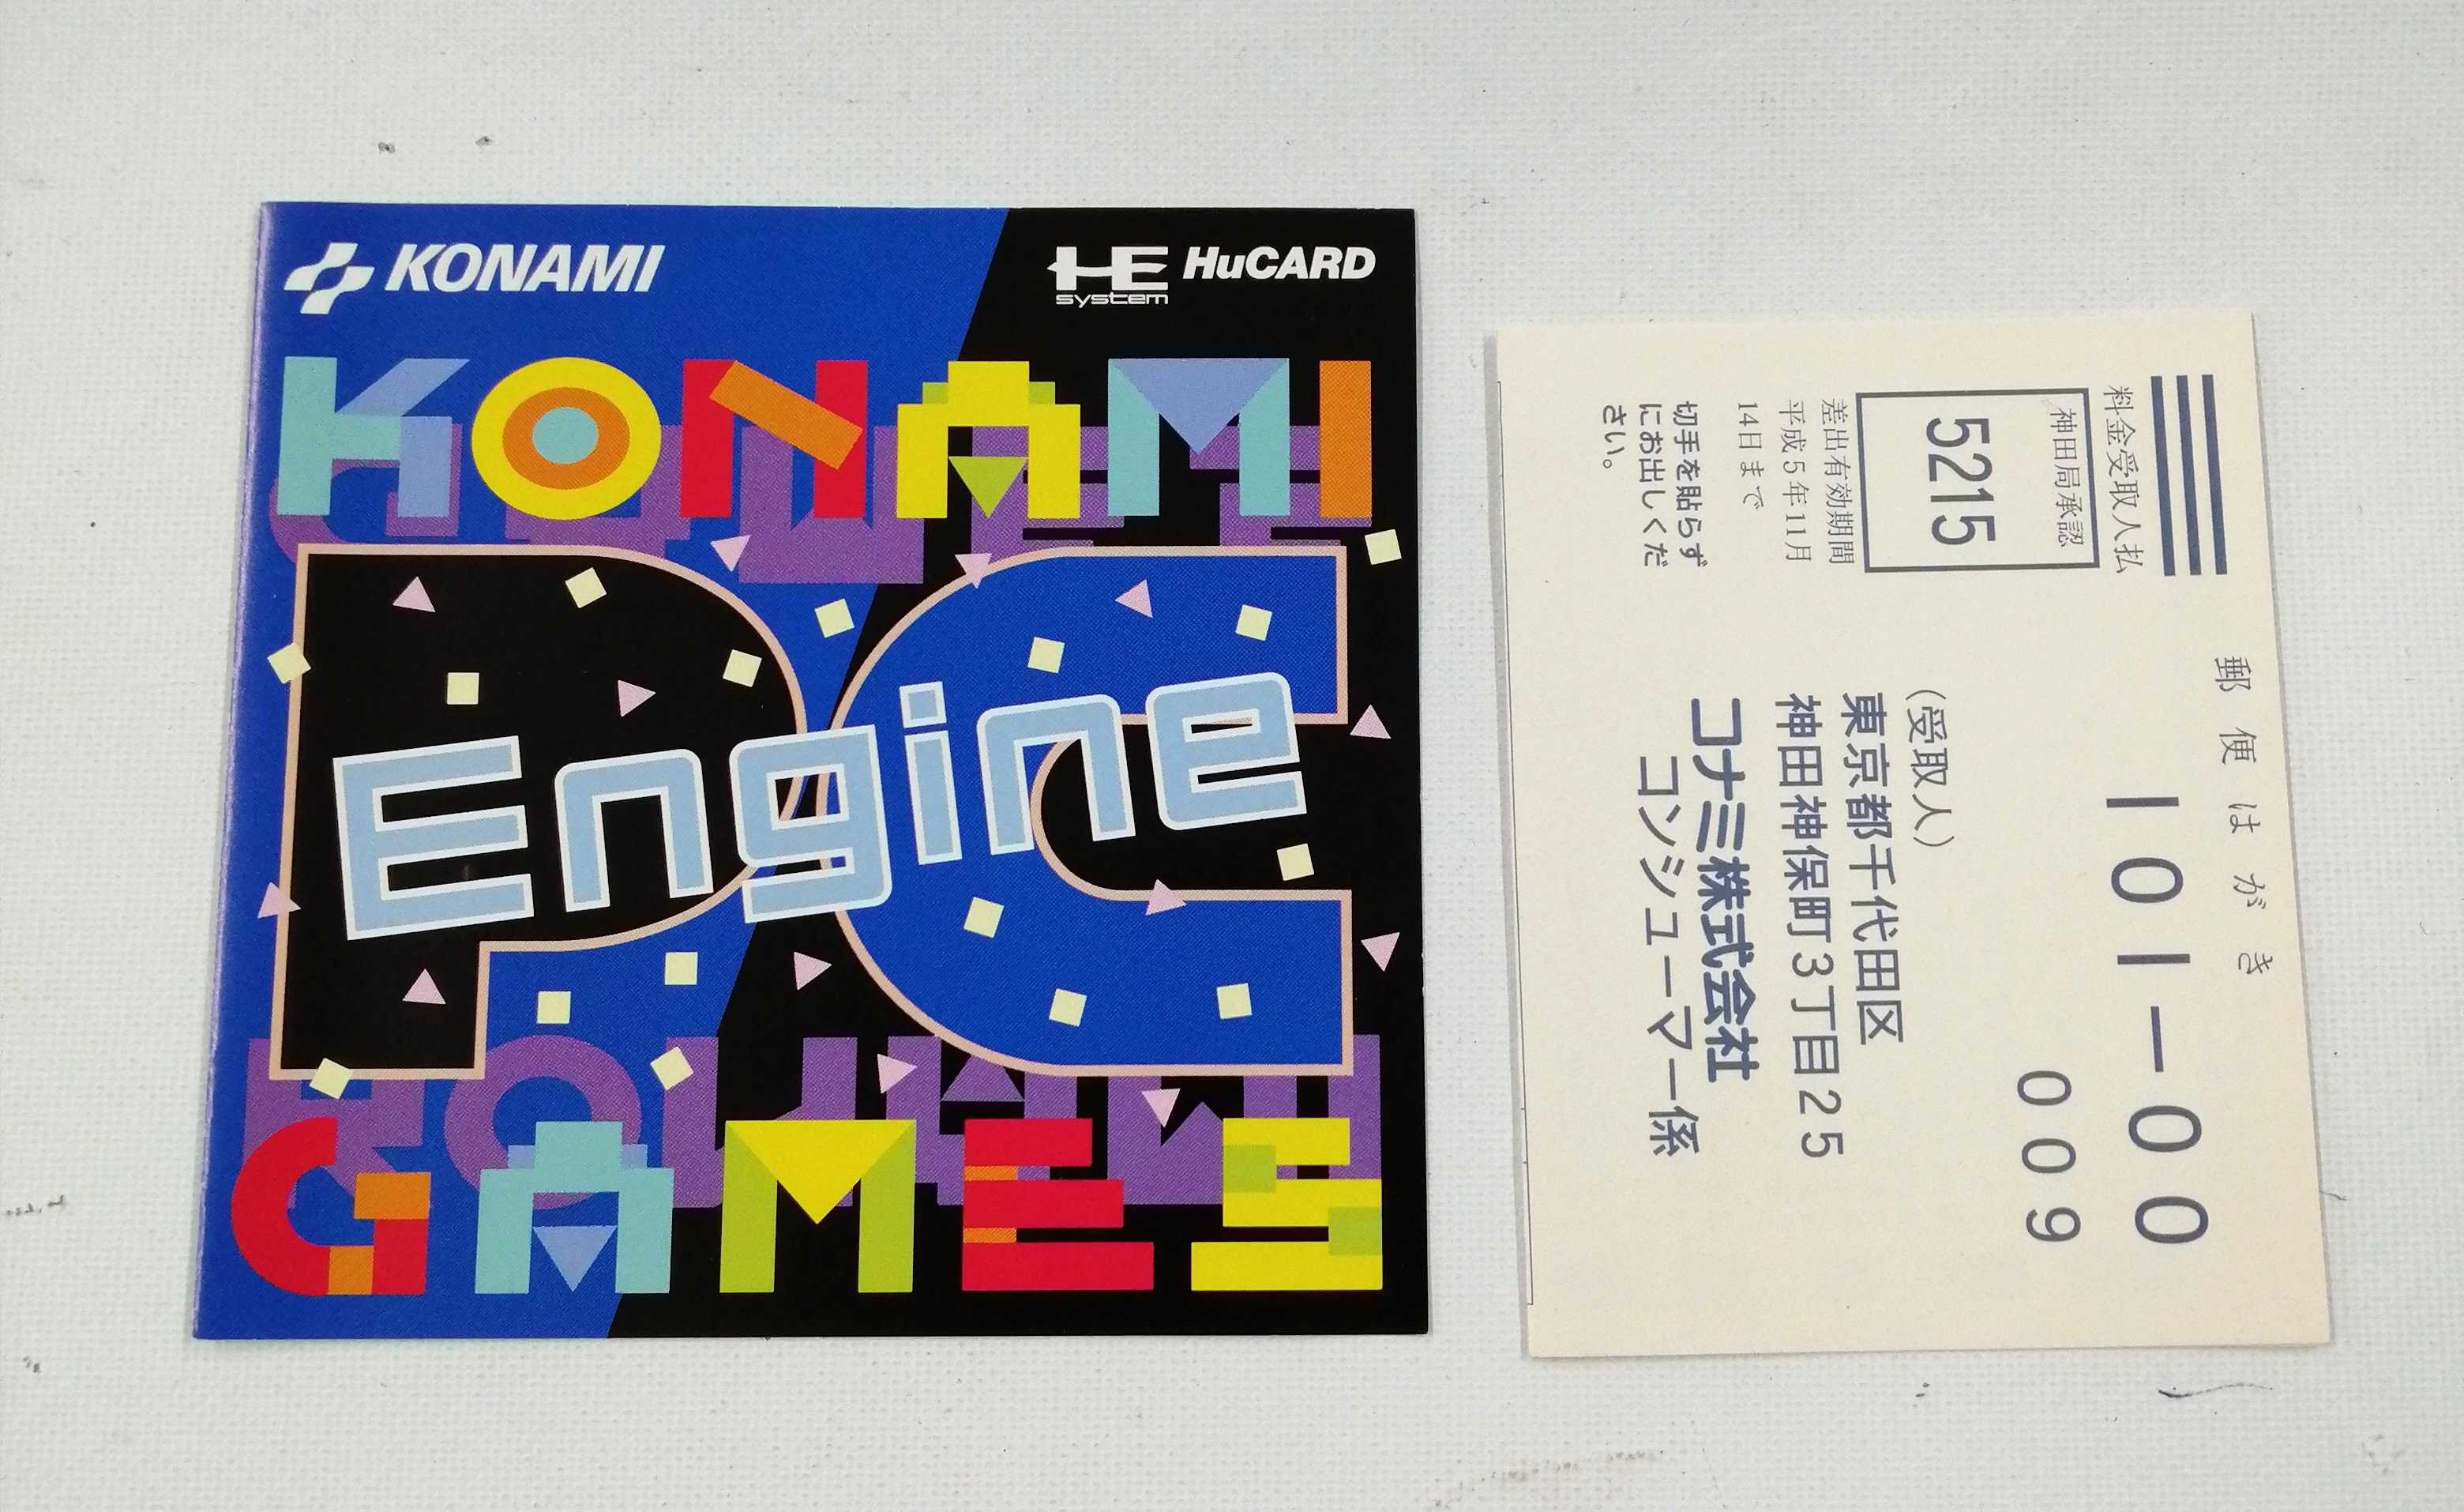 KONAMI
HE system HuCARD
KONAMI
PC
Engine
GAMES
郵便はがき
101-00
009
料金受取人払
神田局承認
5215
差出有効期間
平成5年11月
14日まで
切手を貼らず
にお出しくだ
さい。
(受取人)
東京都千代田区
神田神保町3丁目25
コナミ株式会社
コンシューマー係